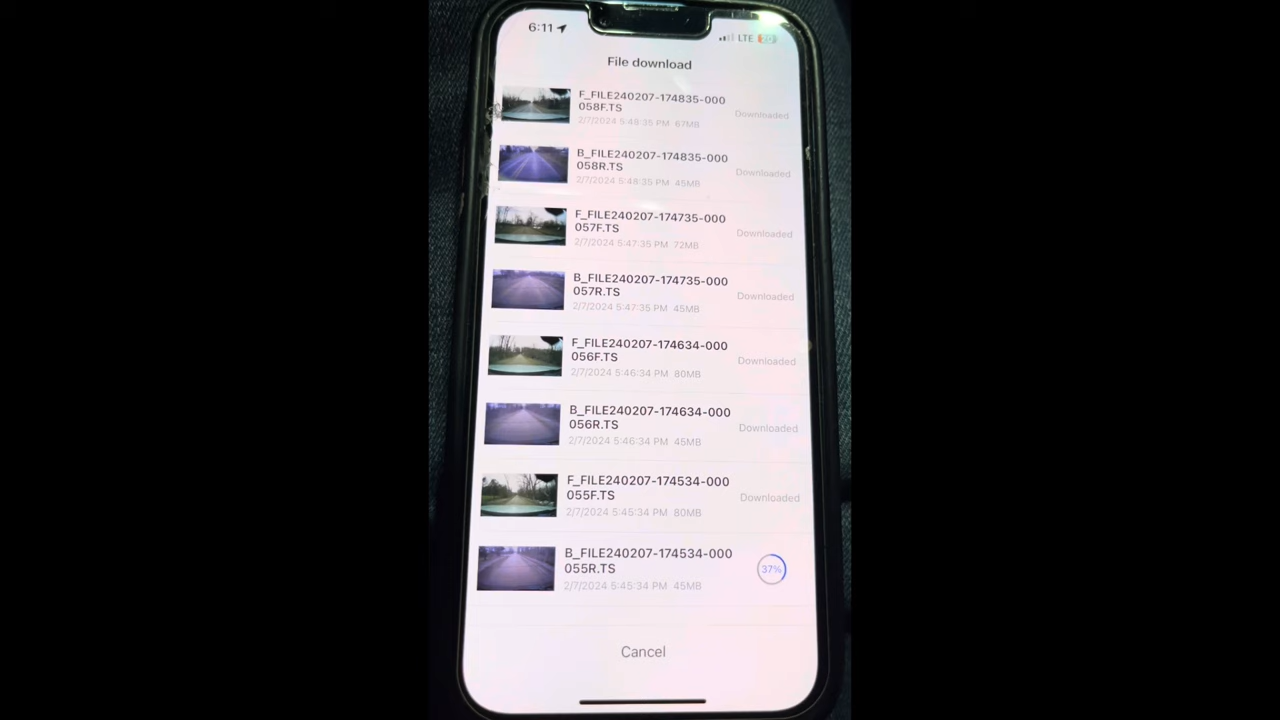 6:11
LTE 20
File download
F_FILE240207-174835-000
058F.TS
2/7/2024 5:48:35 PM 67MB
Downloaded
B_FILE240207-174835-000
058R.TS
2/7/2024 5:48:35 PM 45MB
Downloaded
F_FILE240207-174735-000
057F.TS
2/7/2024 5:47:35 PM 72MB
Downloaded
B_FILE240207-174735-000
057R.TS
2/7/2024 5:47:35 PM 45MB
Downloaded
F_FILE240207-174634-000
056F.TS
2/7/2024 5:46:34 PM 80MB
Downloaded
B_FILE240207-174634-000
056R.TS
2/7/2024 5:46:34 PM 45MB
Downloaded
F_FILE240207-174534-000
055F.TS
2/7/2024 5:45:34 PM 80MB
Downloaded
B_FILE240207-174534-000
055R.TS
2/7/2024 5:45:34 PM 45MB
37%
Cancel